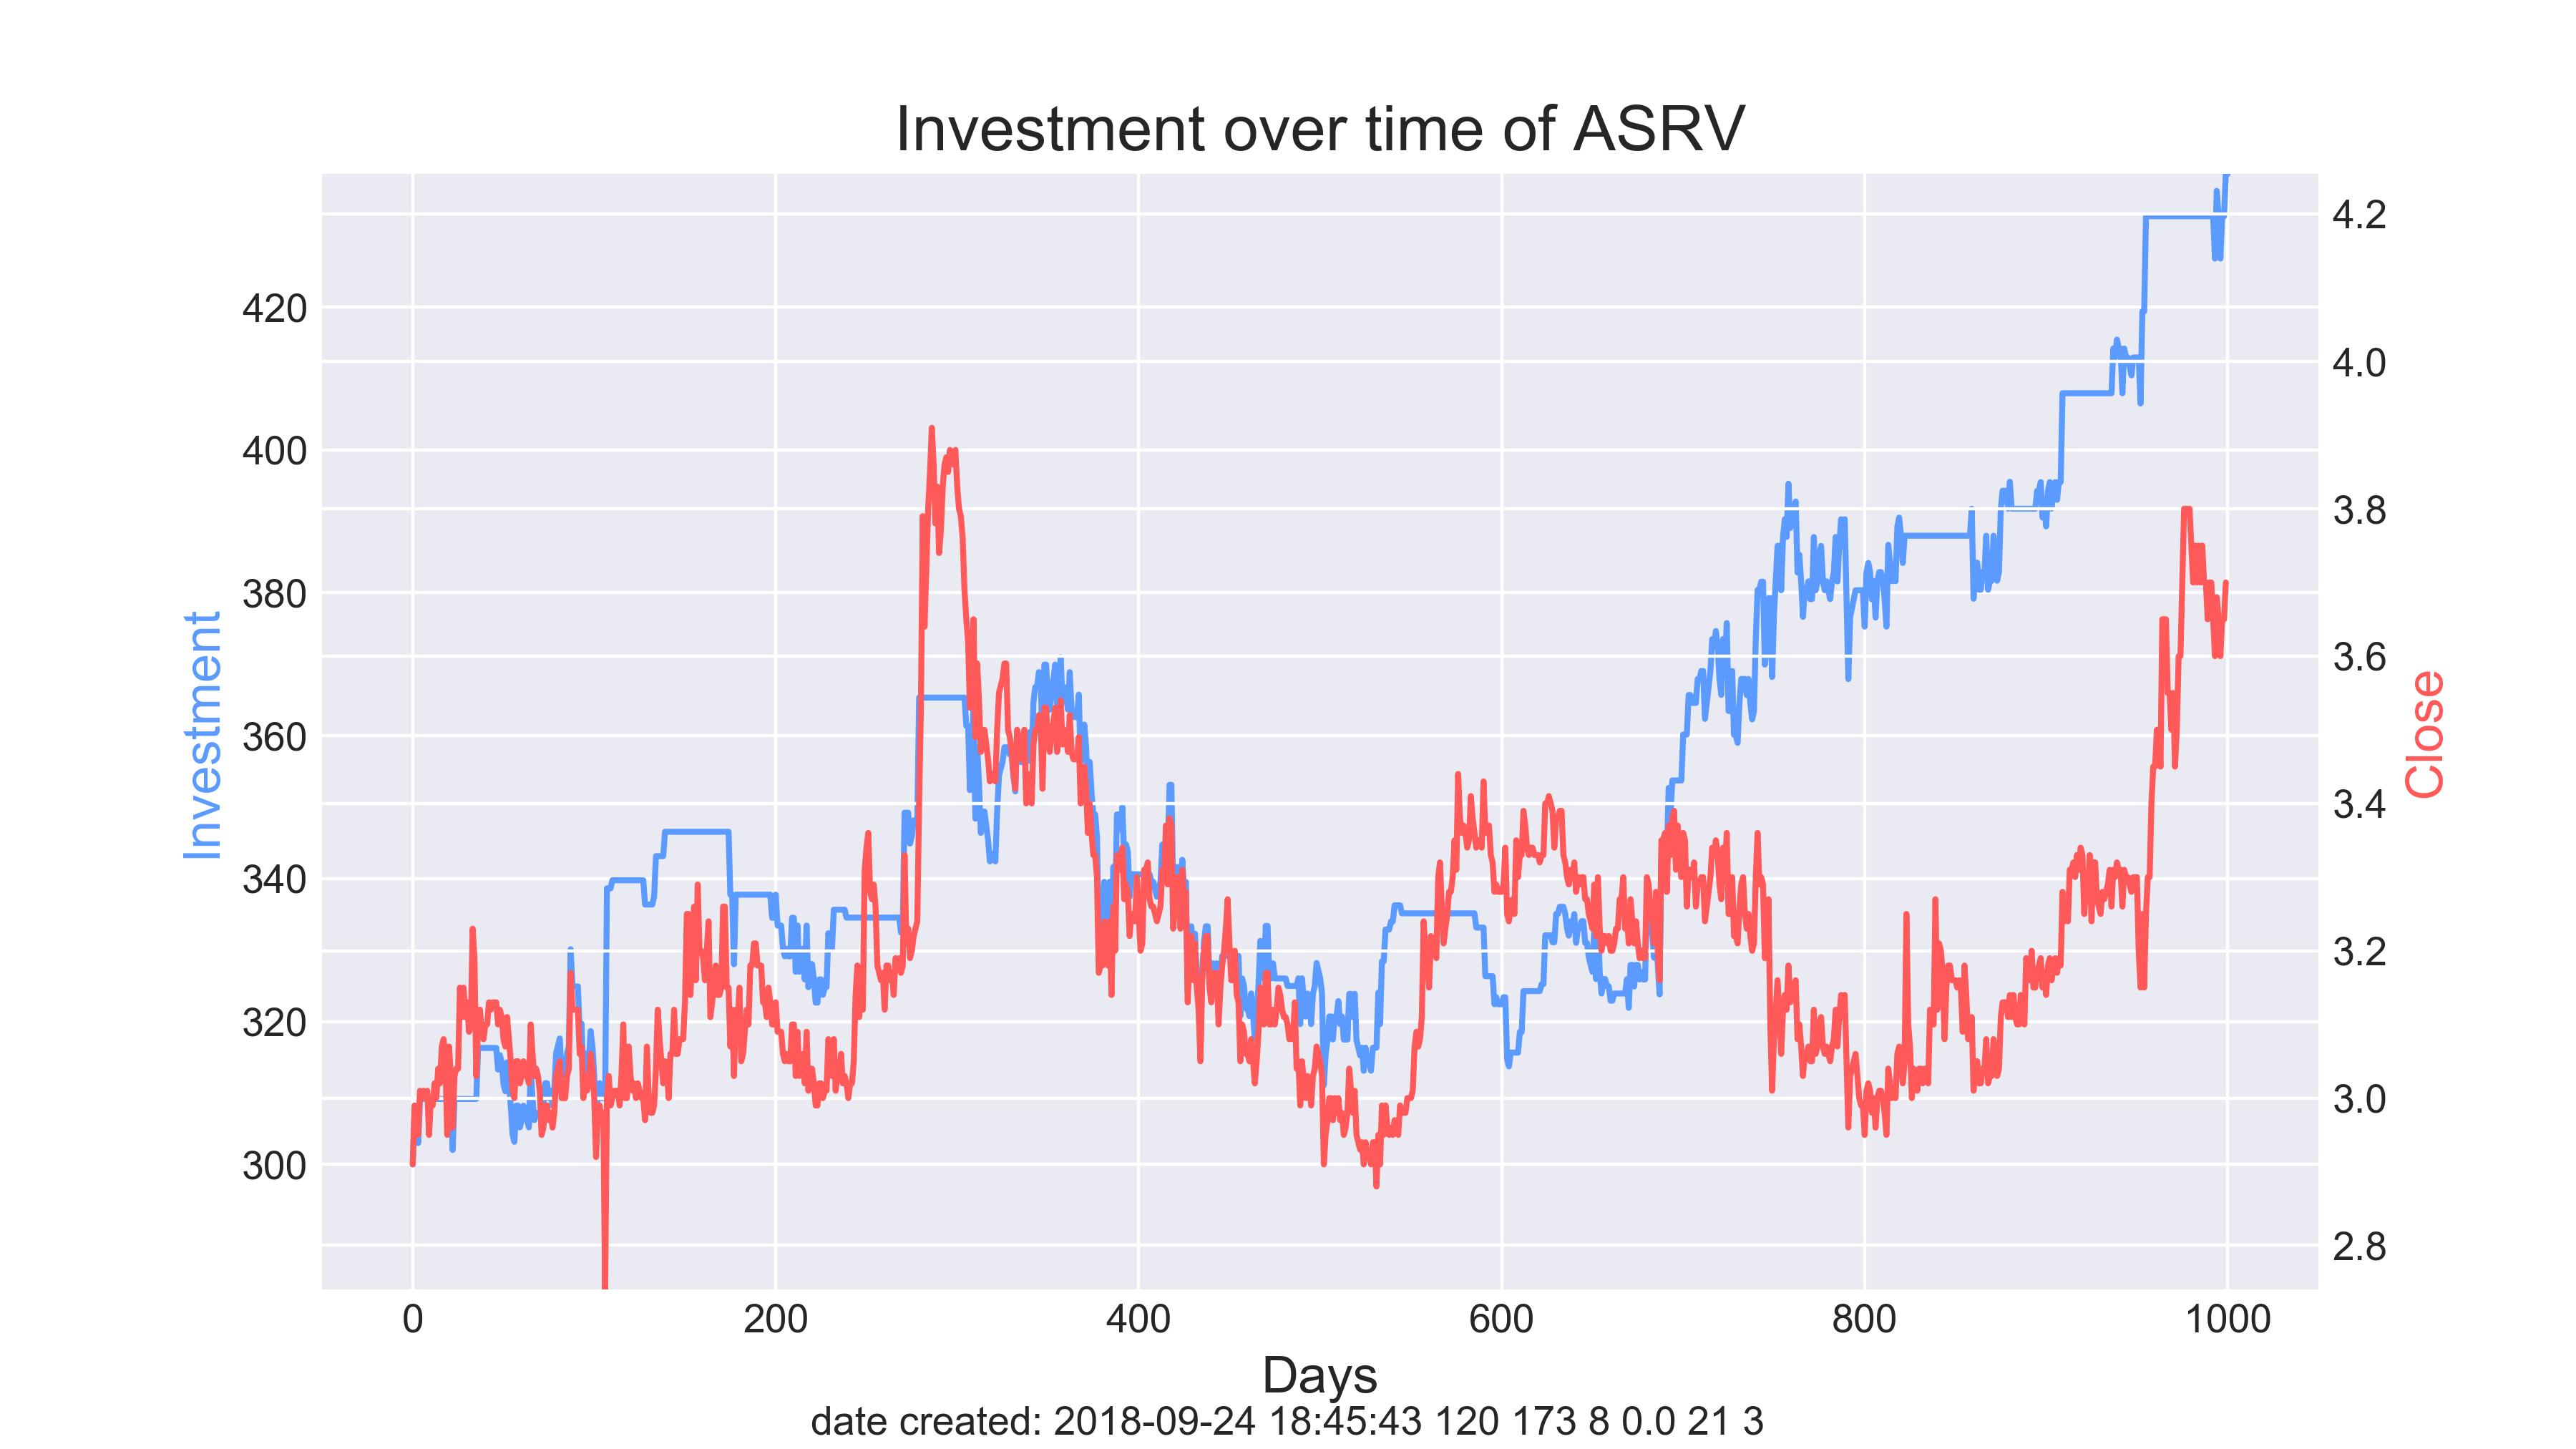 Investment over time of ASRV
420
400
380
360
340
320
300
Investment
4.2
4.0
3.8
3.6
3.4
3.2
3.0
2.8
Close
0 200 400 600 800 1000
Days
date created: 2018-09-24 18:45:43 120 173 8 0.0 21 3